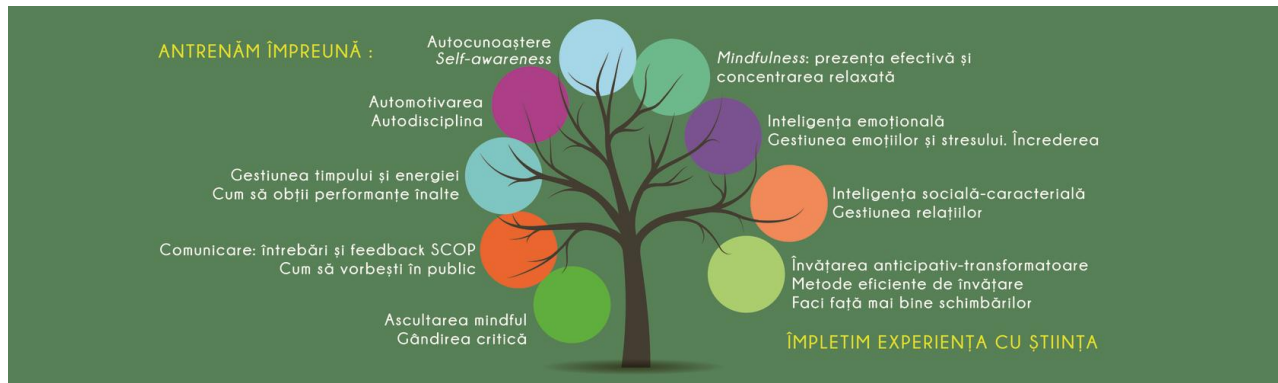 ANTRENĂM ÎMPREUNĂ :
Autocunoaștere
Self-awareness
Automotivarea
Autodisciplina
Gestiunea timpului și energiei
Cum să obții performanțe înalte
Comunicare: întrebări și feedback SCOP
Cum să vorbești în public
Ascultarea mindful
Gândirea critică
Mindfulness: prezența efectivă și
concentrarea relaxată
Inteligența emoțională
Gestiunea emoțiilor și stresului. Încrederea
Inteligența socială-caracterială
Gestiunea relațiilor
Învățarea anticipativ-transformatoare
Metode eficiente de învățare
Faci față mai bine schimbărilor
ÎMPLETIM EXPERIENȚA CU ȘTIINȚA